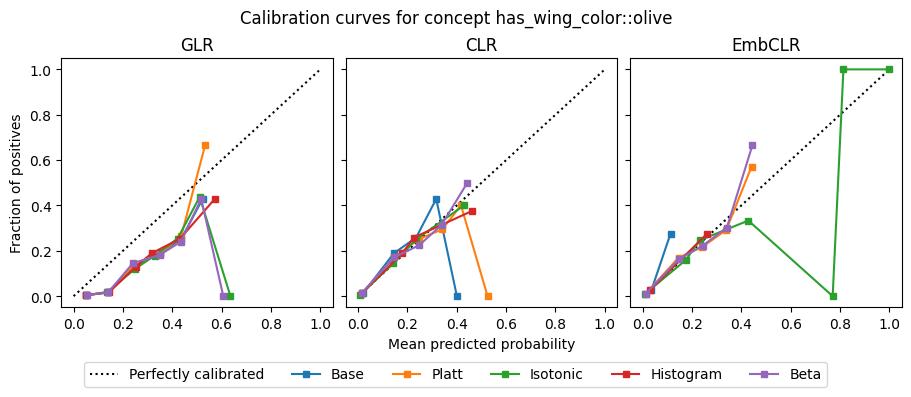 Calibration curves for concept has_wing_color::olive
GLR
CLR
EmbCLR
Fraction of positives
1.0
0.8
0.6
0.4
0.2
0.0
0.0 0.2 0.4 0.6 0.8 1.0
0.0 0.2 0.4 0.6 0.8 1.0
0.0 0.2 0.4 0.6 0.8 1.0
Mean predicted probability
Perfectly calibrated Base Platt Isotonic Histogram Beta